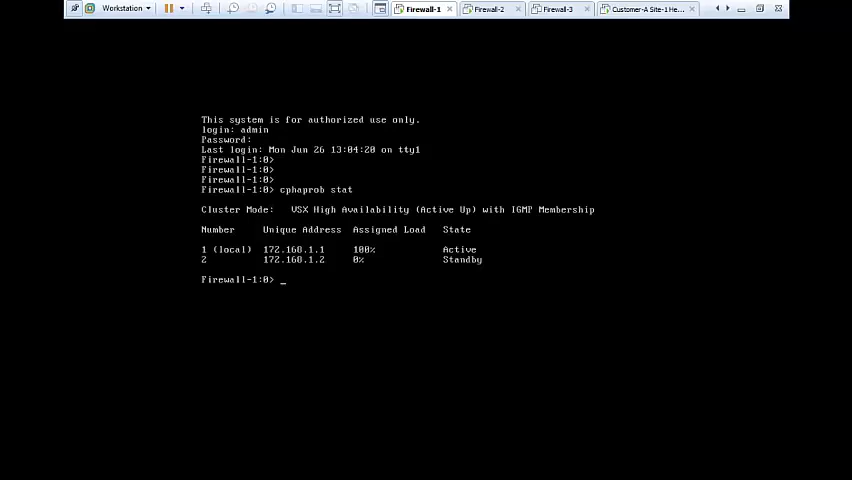 Workstation
Firewall-1
Firewall-2
Firewall-3
Customer-A Site-1 He...
This system is for authorized use only.
login: admin
Password:
Last login: Mon Jun 26 13:04:20 on tty1
Firewall-1:0>
Firewall-1:0>
Firewall-1:0>
Firewall-1:0> cphaprob stat
Cluster Mode: VSX High Availability (Active Up) with IGMP Membership
Number Unique Address Assigned Load State
1 (local) 172.168.1.1 100% Active
2 172.168.1.2 0% Standby
Firewall-1:0> _